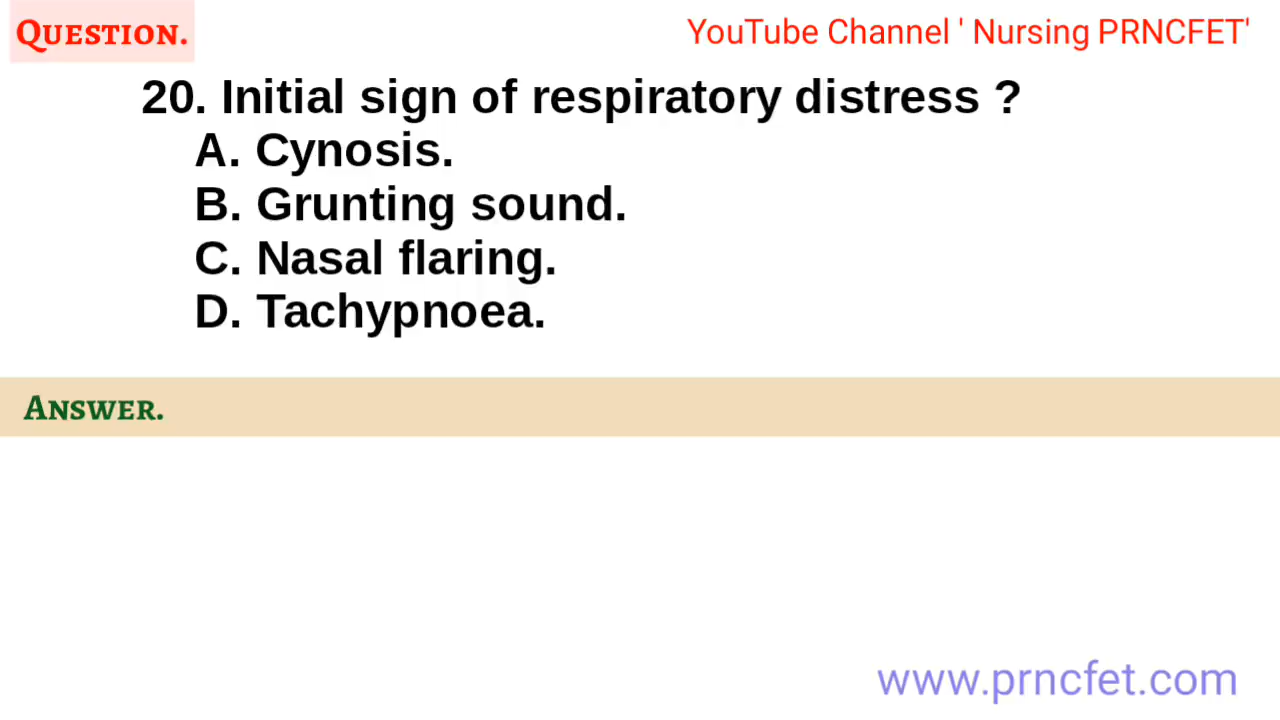 QUESTION.
YouTube Channel ' Nursing PRNCFET'
20. Initial sign of respiratory distress ?
A. Cynosis.
B. Grunting sound.
C. Nasal flaring.
D. Tachypnoea.
ANSWER.
www.prncfet.com